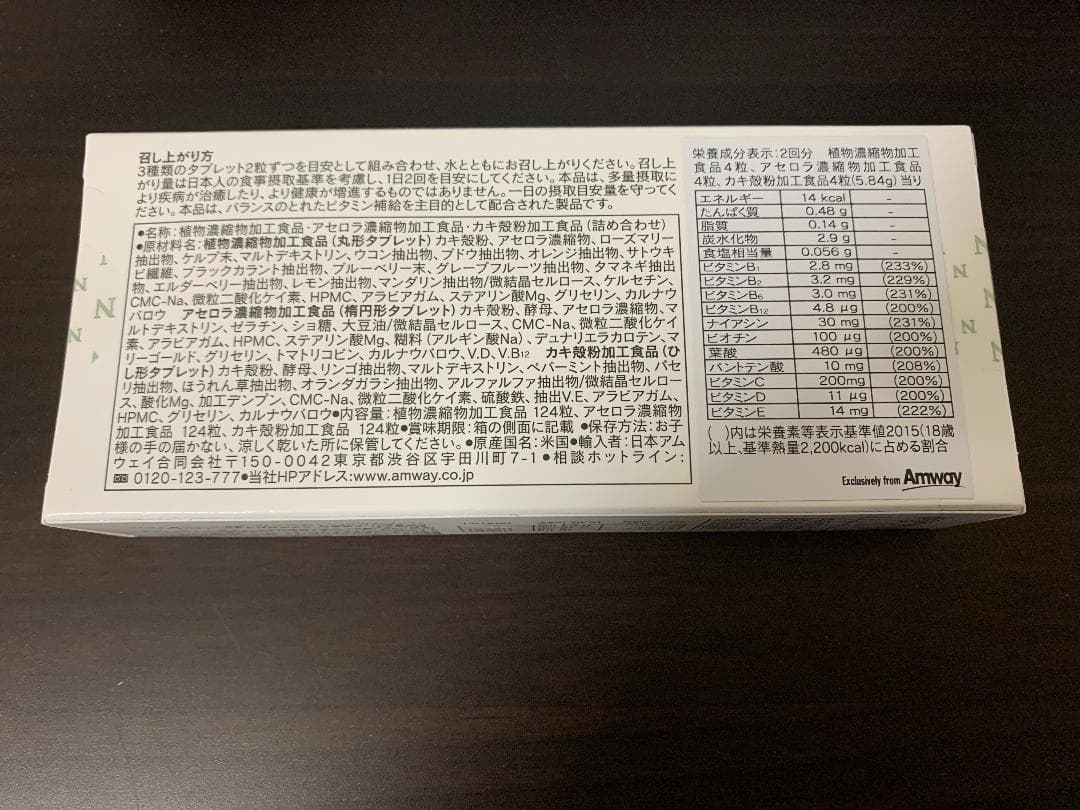 召し上がり方
3種類のタブレット2粒ずつを目安として組み合わせ、水とともにお召し上がりください。召し上
がり量は日本人の食事摂取基準を考慮し、1日2回を目安にしてください。本品は、多量摂取に
より疾病が治癒したり、より健康が増進するものではありません。一日の摂取目安量を守ってく
ださい。本品は、バランスのとれたビタミン補給を主目的として配合された製品です。
●名称:植物濃縮物加工食品・アセロラ濃縮物加工食品・カキ殻粉加工食品(詰め合わせ)
●原材料名:植物濃縮物加工食品(丸形タブレット)カキ殻粉、アセロラ濃縮物、ローズマリー
抽出物、ケルプ末、マルトデキストリン、ウコン抽出物、ブドウ抽出物、オレンジ抽出物、サトウキ
ビ繊維、ブラックカラント抽出物、ブルーベリー末、グレープフルーツ抽出物、タマネギ抽出
物、エルダーベリー抽出物、レモン抽出物、マンダリン抽出物/微結晶セルロース、ケルセチン、
CMC-Na、微粒二酸化ケイ素、HPMC、アラビアガム、ステアリン酸Mg、グリセリン、カルナウ
バロウ アセロラ濃縮物加工食品(楕円形タブレット)カキ殻粉、酵母、アセロラ濃縮物、マ
ルトデキストリン、ゼラチン、ショ糖、大豆油/微結晶セルロース、CMC-Na、微粒二酸化ケイ
素、アラビアガム、HPMC、ステアリン酸Mg、糊料(アルギン酸Na)、デュナリエラカロテン、マ
リーゴールド、グリセリン、トマトリコピン、カルナウバロウ、V.D、V.B12 カキ殻粉加工食品(ひ
し形タブレット)カキ殻粉、酵母、リンゴ抽出物、マルトデキストリン、ペパーミント抽出物、パセ
リ抽出物、ほうれん草抽出物、オランダガラシ抽出物、アルファルファ抽出物/微結晶セルロー
ス、酸化Mg、加工デンプン、CMC-Na、微粒二酸化ケイ素、硫酸鉄、抽出V.E、アラビアガム、
HPMC、グリセリン、カルナウバロウ●内容量:植物濃縮物加工食品 124粒、アセロラ濃縮物
加工食品 124粒、カキ殻粉加工食品 124粒●賞味期限:箱の側面に記載 ●保存方法:お子
様の手の届かない、涼しく乾いた所に保管してください。●原産国名:米国●輸入者:日本アム
ウェイ合同会社〒150-0042東京都渋谷区宇田川町7-1●相談ホットライン:
0120-123-777●当社HPアドレス:www.amway.co.jp
栄養成分表示:2回分 植物濃縮物加工
食品4粒、アセロラ濃縮物加工食品
4粒、カキ殻粉加工食品4粒(5.84g)当り
エネルギー 14 kcal -
たんぱく質 0.48 g -
脂質 0.14 g -
炭水化物 2.9 g -
食塩相当量 0.056 g -
ビタミンB1 2.8 mg (233%)
ビタミンB2 3.2 mg (229%)
ビタミンB6 3.0 mg (231%)
ビタミンB12 4.8 μg (200%)
ナイアシン 30 mg (231%)
ビオチン 100 μg (200%)
葉酸 480 μg (200%)
パントテン酸 10 mg (208%)
ビタミンC 200mg (200%)
ビタミンD 11 μg (200%)
ビタミンE 14 mg (222%)
( )内は栄養素等表示基準値2015(18歳
以上、基準熱量2,200kcal)に占める割合
Exclusively from Amway